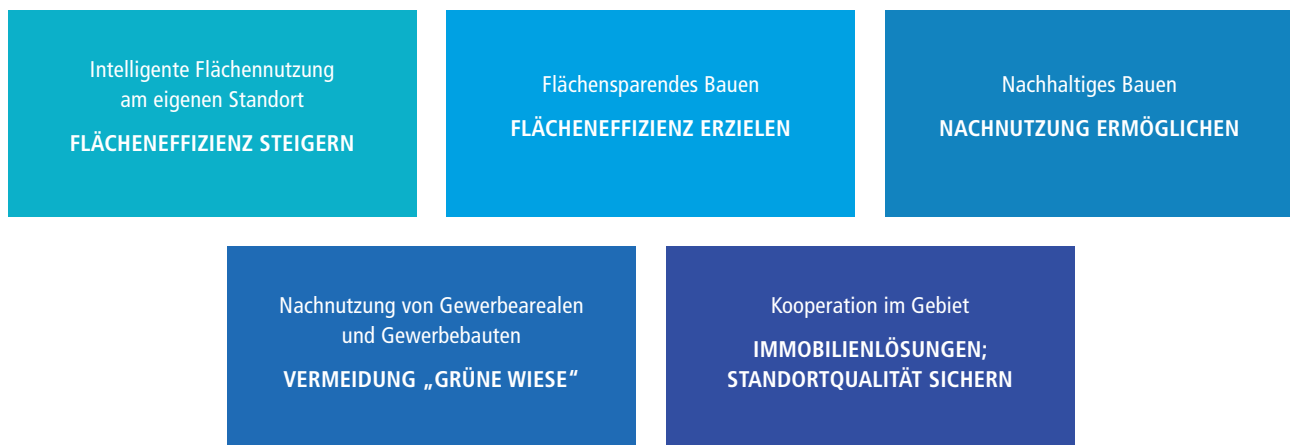 Intelligente Flächennutzung
am eigenen Standort
FLÄCHENEFFIZIENZ STEIGERN
Flächensparendes Bauen
FLÄCHENEFFIZIENZ ERZIELEN
Nachhaltiges Bauen
NACHNUTZUNG ERMÖGLICHEN
Nachnutzung von Gewerbearealen
und Gewerbebauten
VERMEIDUNG „GRÜNE WIESE“
Kooperation im Gebiet
IMMOBILIENLÖSUNGEN;
STANDORTQUALITÄT SICHERN